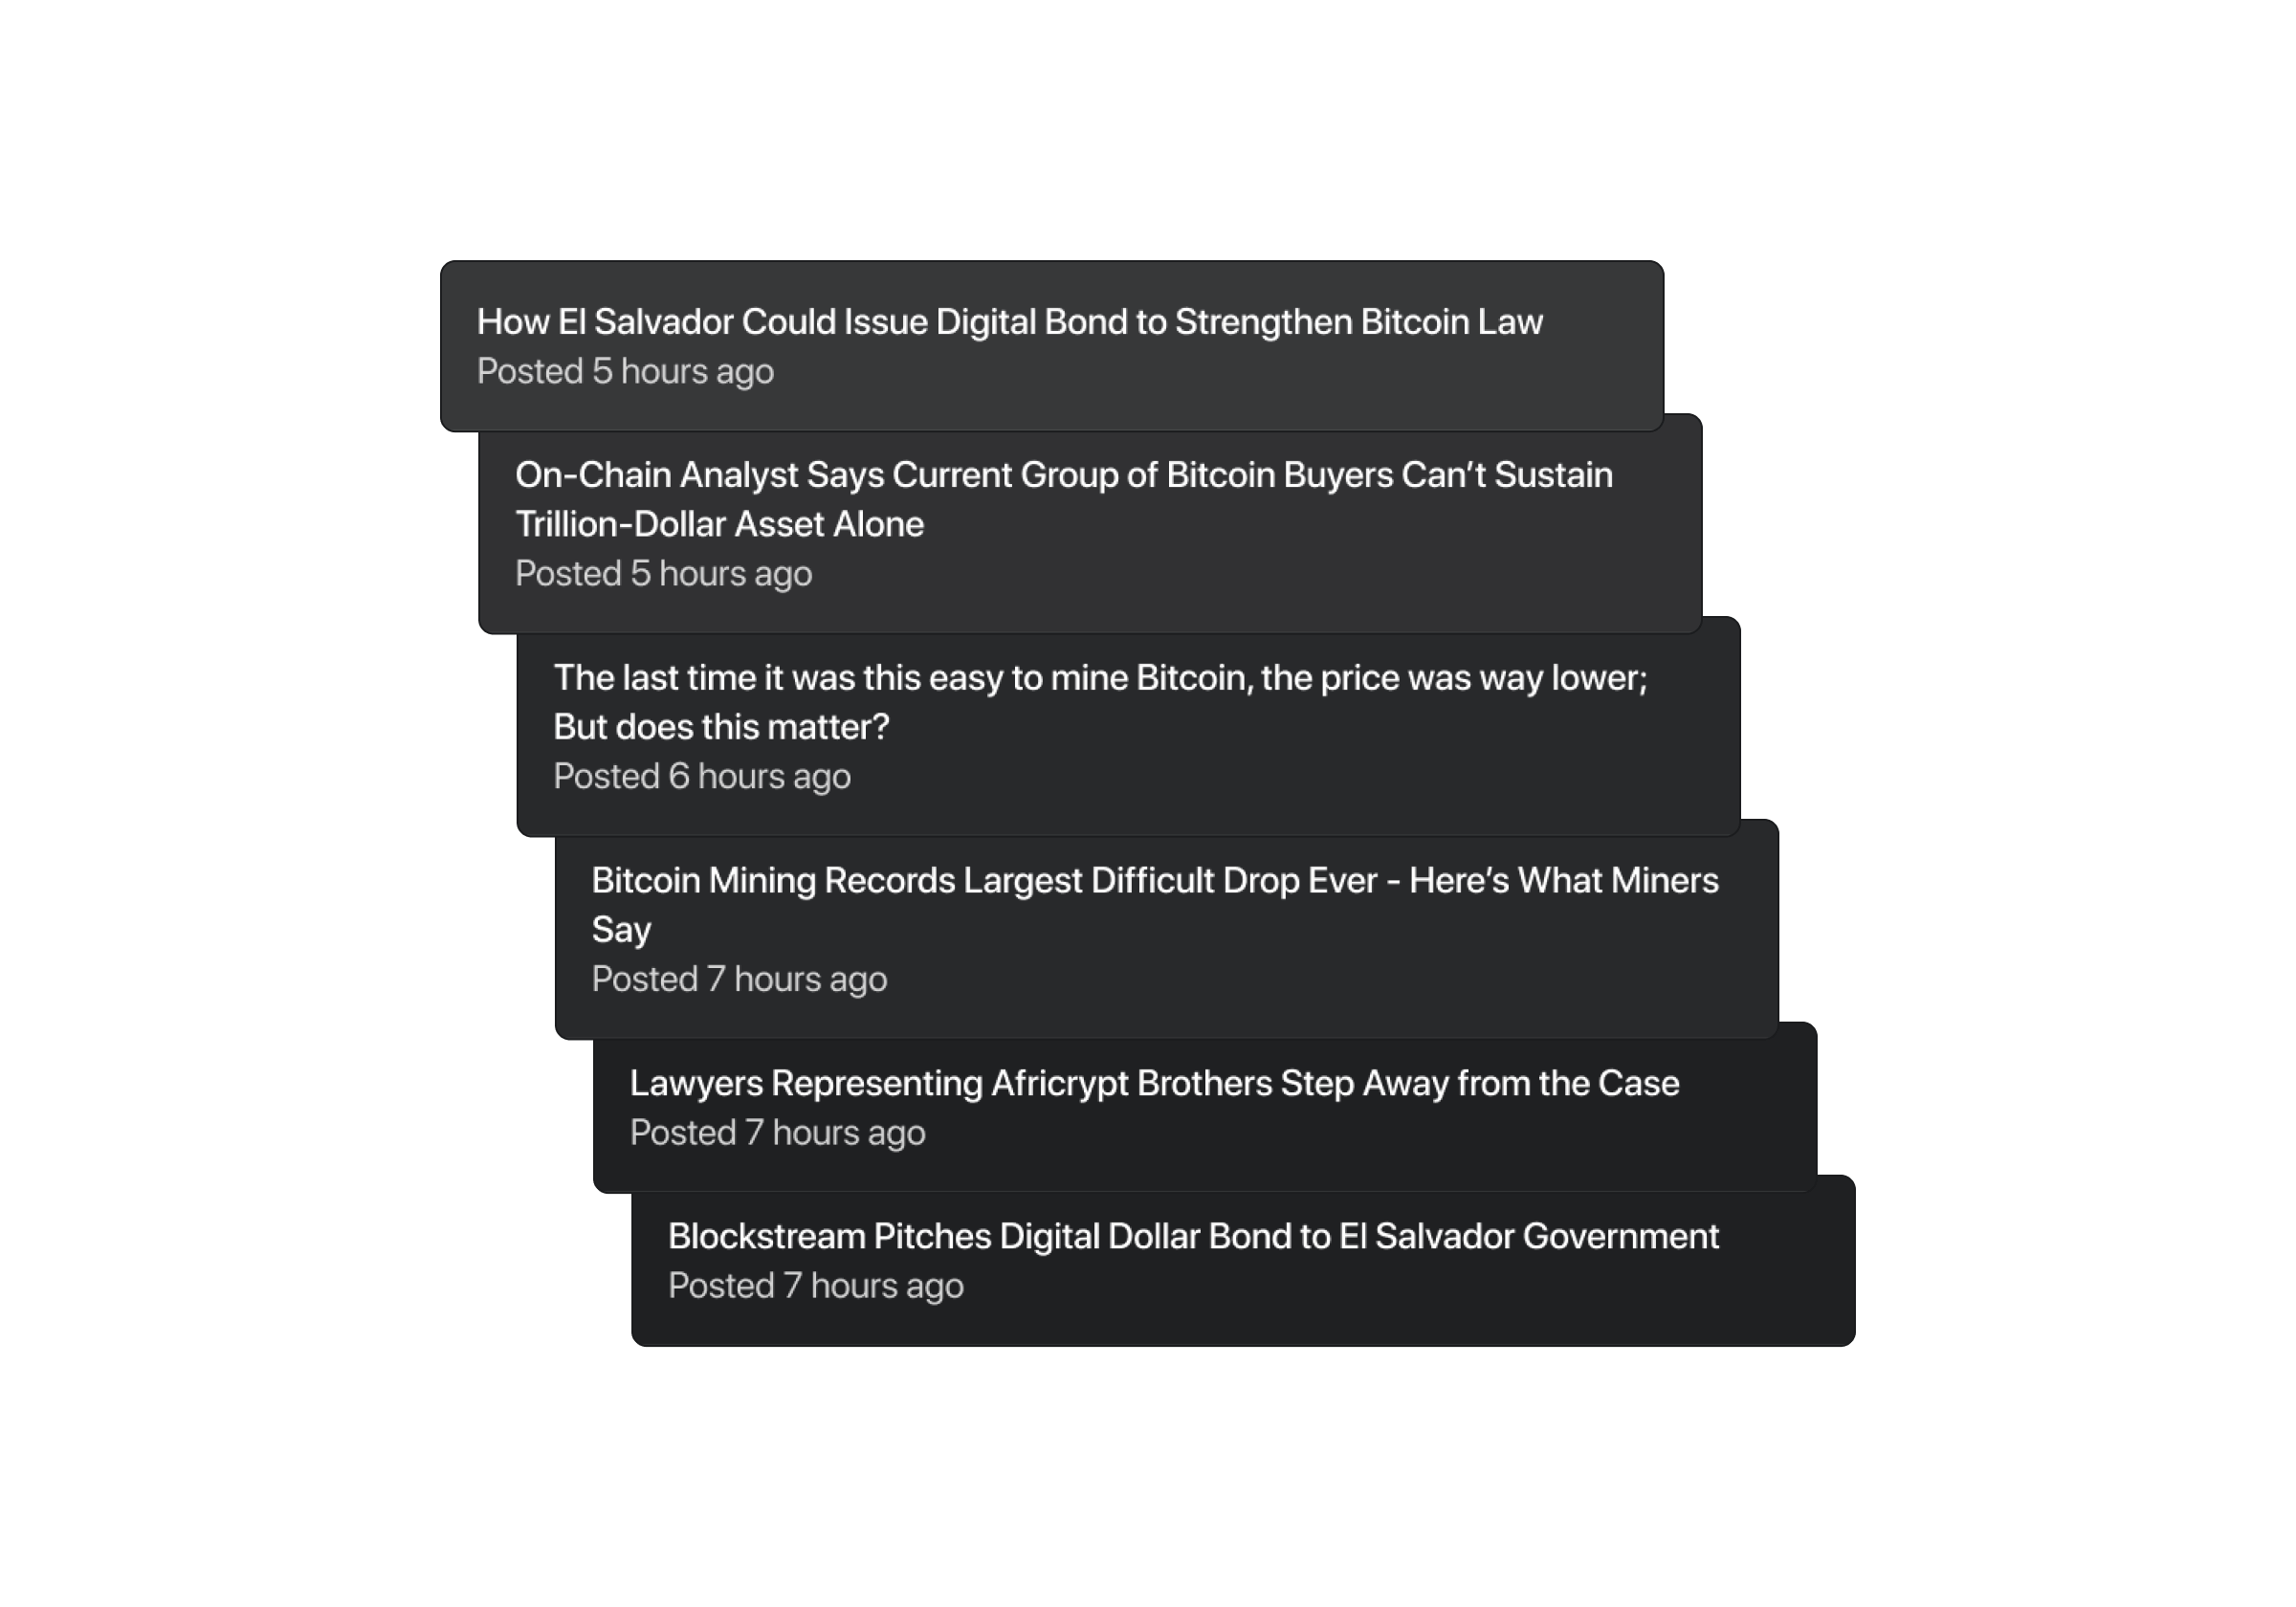 How El Salvador Could Issue Digital Bond to Strengthen Bitcoin Law
Posted 5 hours ago
On-Chain Analyst Says Current Group of Bitcoin Buyers Can’t Sustain
Trillion-Dollar Asset Alone
Posted 5 hours ago
The last time it was this easy to mine Bitcoin, the price was way lower;
But does this matter?
Posted 6 hours ago
Bitcoin Mining Records Largest Difficult Drop Ever - Here’s What Miners
Say
Posted 7 hours ago
Lawyers Representing Africrypt Brothers Step Away from the Case
Posted 7 hours ago
Blockstream Pitches Digital Dollar Bond to El Salvador Government
Posted 7 hours ago